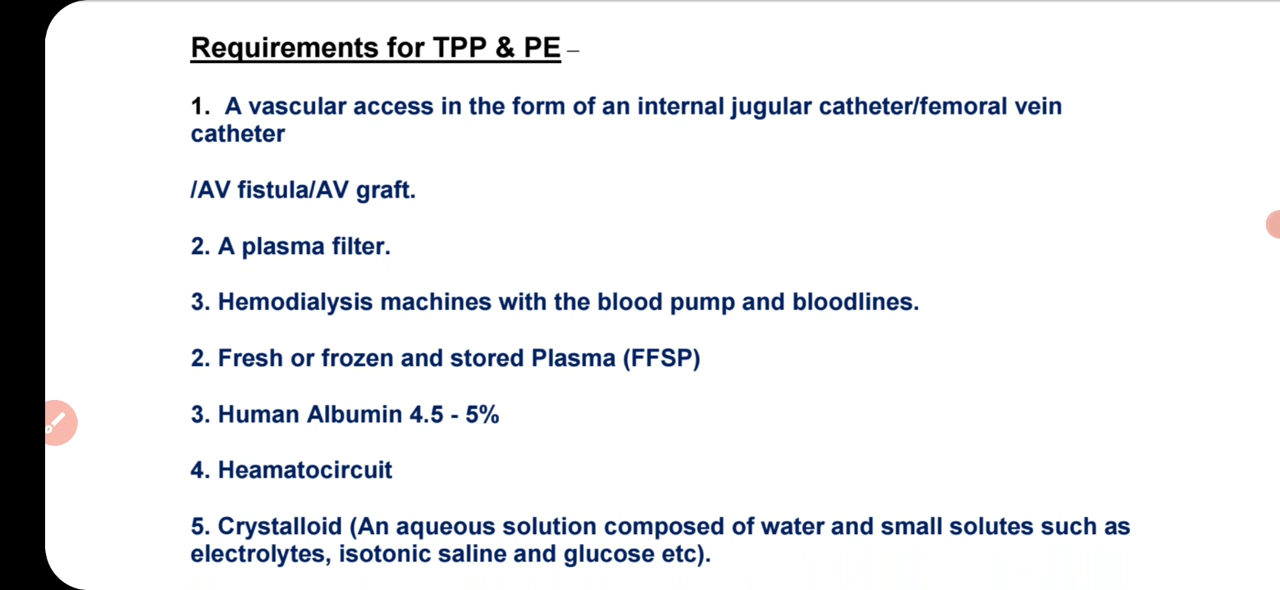 Requirements for TPP & PE –
1. A vascular access in the form of an internal jugular catheter/femoral vein
catheter
/AV fistula/AV graft.
2. A plasma filter.
3. Hemodialysis machines with the blood pump and bloodlines.
2. Fresh or frozen and stored Plasma (FFSP)
3. Human Albumin 4.5 - 5%
4. Heamatocircuit
5. Crystalloid (An aqueous solution composed of water and small solutes such as
electrolytes, isotonic saline and glucose etc).